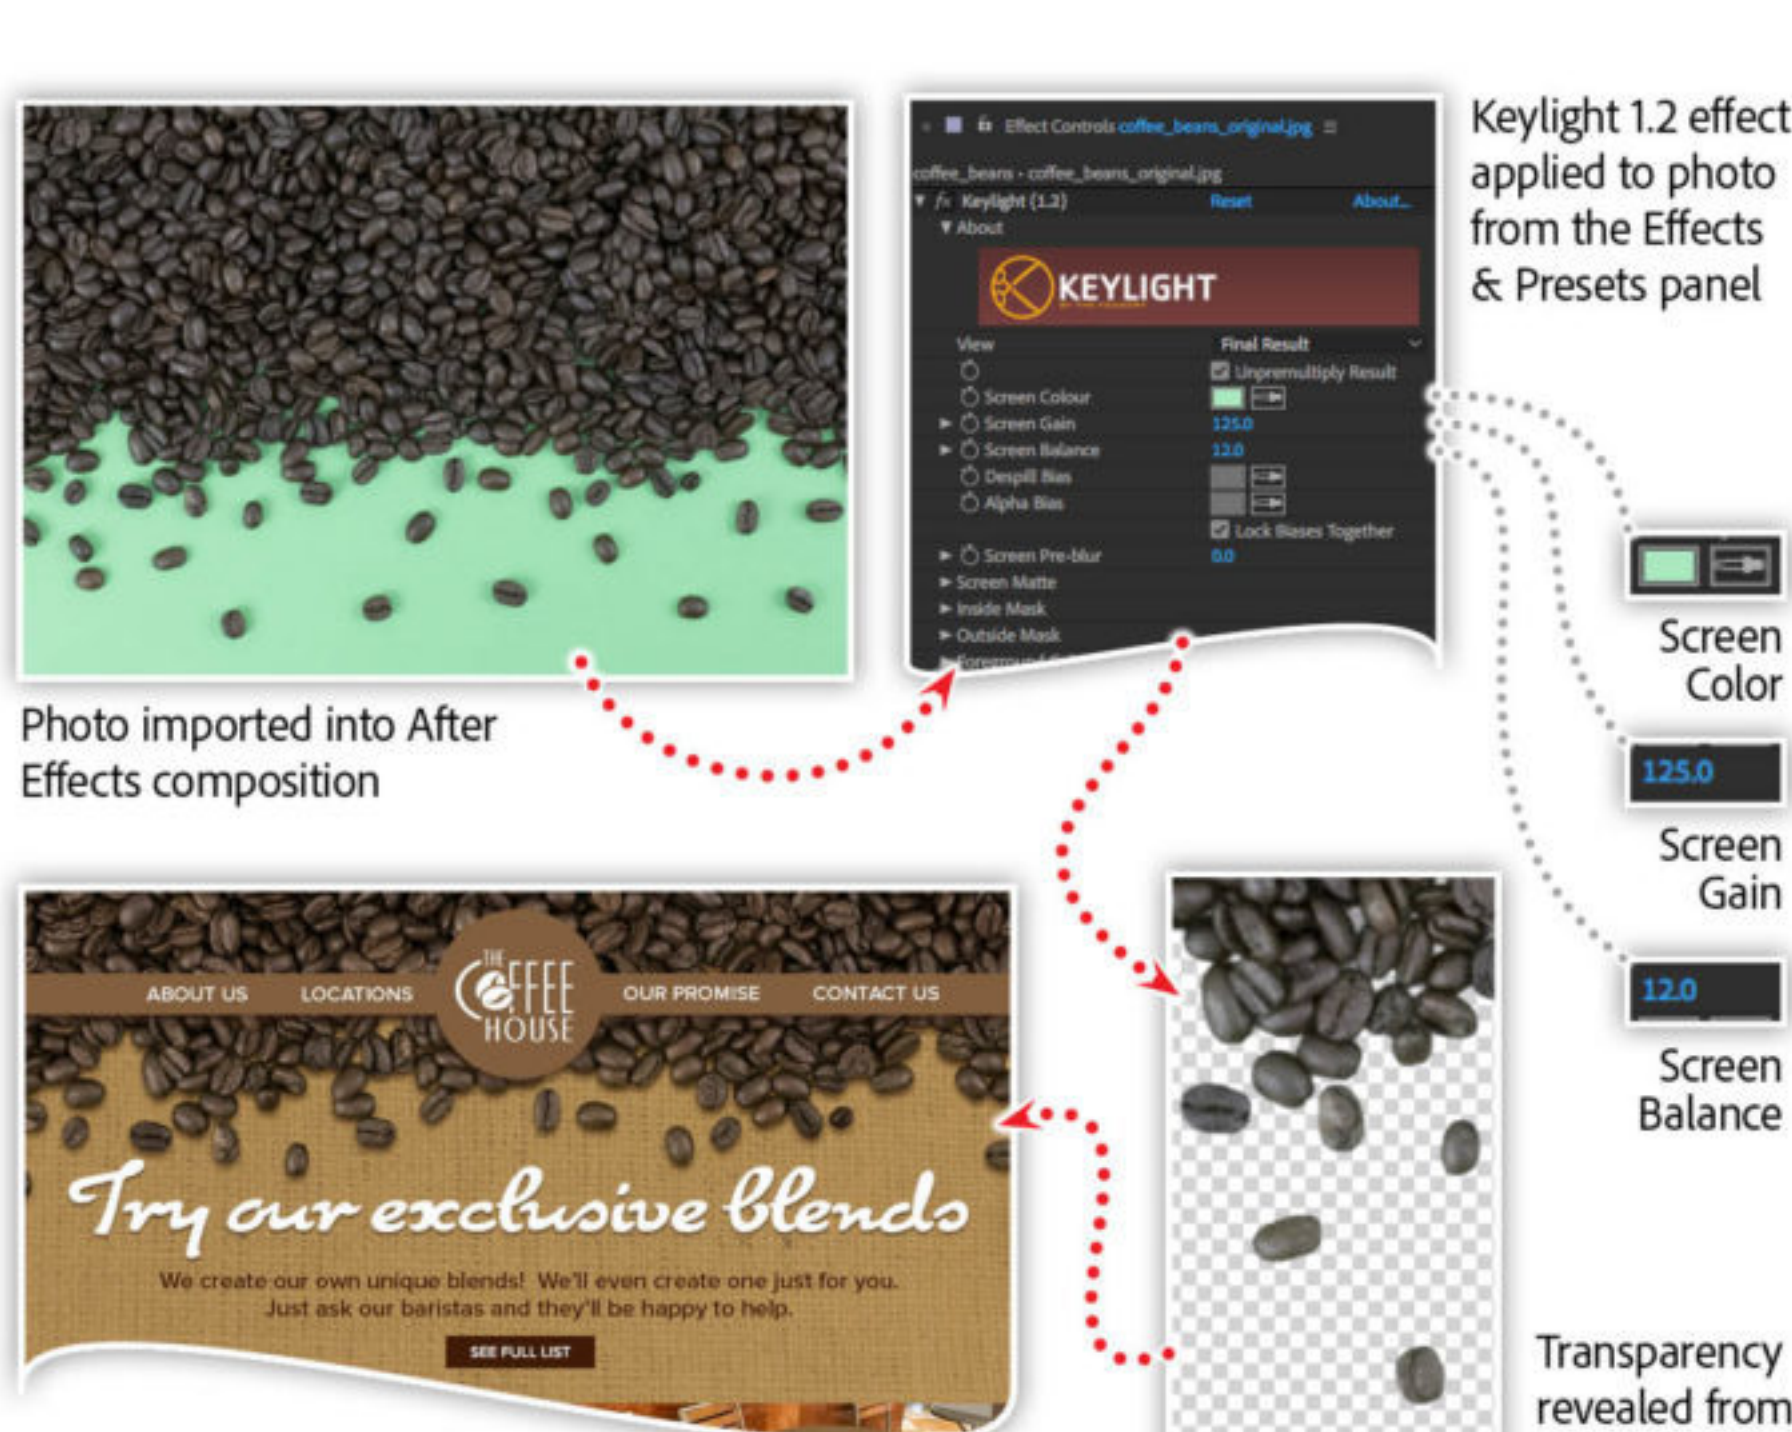 Keylight 1.2 effect
applied to photo
from the Effects
& Presets panel
Effect Controls coffee_beans_original.jpg
coffee_beans • coffee_beans_original.jpg
fx Keylight (1.2) Reset About...
About
KEYLIGHT
View Final Result
Unpremultiply Result
Screen Colour
Screen Gain 125.0
Screen Balance 12.0
Despill Bias
Alpha Bias
Lock Biases Together
Screen Pre-blur 0.0
Screen Matte
Inside Mask
Outside Mask
Screen
Color
125.0
Screen
Gain
12.0
Screen
Balance
Photo imported into After
Effects composition
ABOUT US LOCATIONS OUR PROMISE CONTACT US
THE
COFFEE
HOUSE
Try our exclusive blends
We create our own unique blends! We'll even create one just for you.
Just ask our baristas and they'll be happy to help.
SEE FULL LIST
Transparency
revealed from